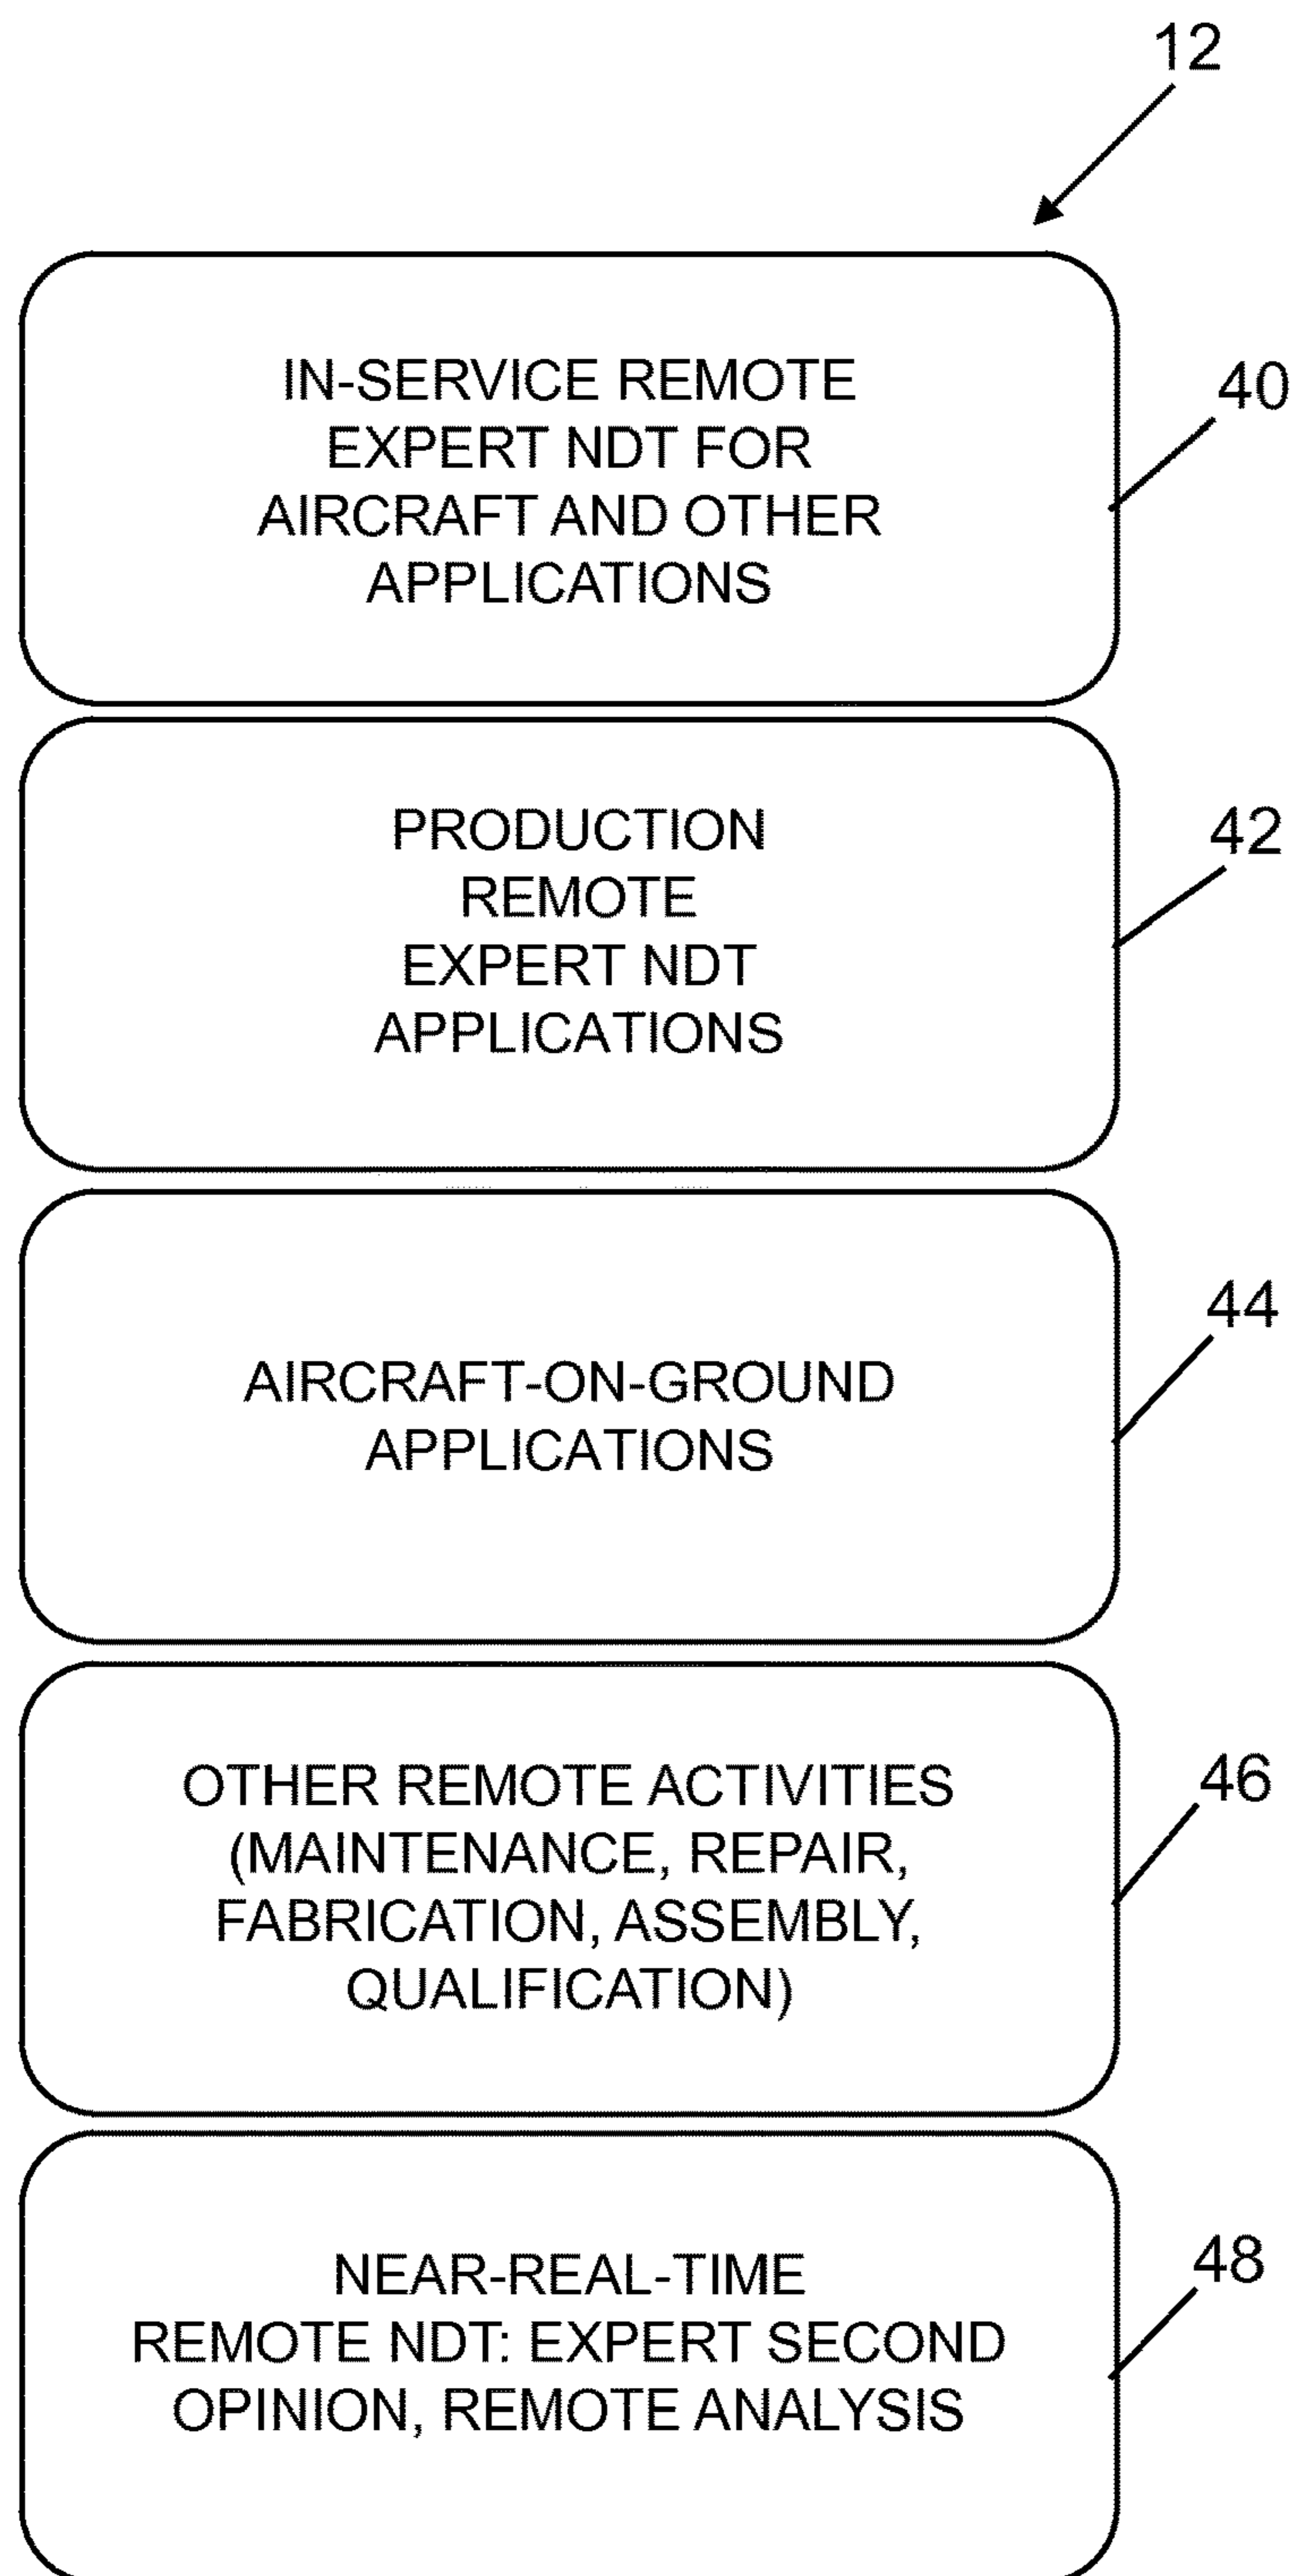 12
IN-SERVICE REMOTE
EXPERT NDT FOR
AIRCRAFT AND OTHER
APPLICATIONS
40
PRODUCTION
REMOTE
EXPERT NDT
APPLICATIONS
42
AIRCRAFT-ON-GROUND
APPLICATIONS
44
OTHER REMOTE ACTIVITIES
(MAINTENANCE, REPAIR,
FABRICATION, ASSEMBLY,
QUALIFICATION)
46
NEAR-REAL-TIME
REMOTE NDT: EXPERT SECOND
OPINION, REMOTE ANALYSIS
48